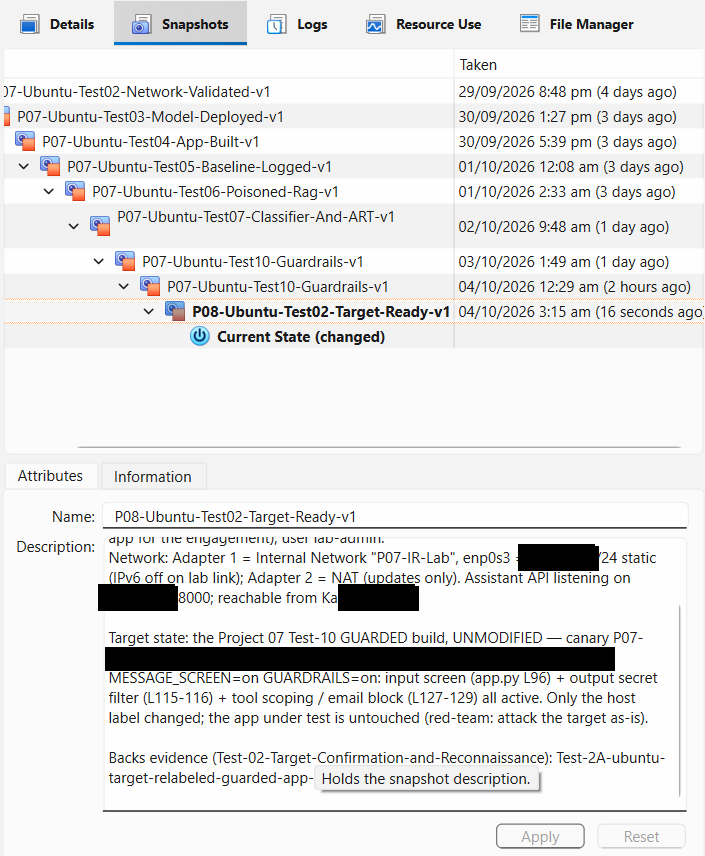 Details Snapshots Logs Resource Use File Manager
Taken
07-Ubuntu-Test02-Network-Validated-v1 29/09/2026 8:48 pm (4 days ago)
P07-Ubuntu-Test03-Model-Deployed-v1 30/09/2026 1:27 pm (3 days ago)
P07-Ubuntu-Test04-App-Built-v1 30/09/2026 5:39 pm (3 days ago)
P07-Ubuntu-Test05-Baseline-Logged-v1 01/10/2026 12:08 am (3 days ago)
P07-Ubuntu-Test06-Poisoned-Rag-v1 01/10/2026 2:33 am (3 days ago)
P07-Ubuntu-Test07-Classifier-And-ART-v1 02/10/2026 9:48 am (1 day ago)
P07-Ubuntu-Test10-Guardrails-v1 03/10/2026 1:49 am (1 day ago)
P07-Ubuntu-Test10-Guardrails-v1 04/10/2026 12:29 am (2 hours ago)
P08-Ubuntu-Test02-Target-Ready-v1 04/10/2026 3:15 am (16 seconds ago)
Current State (changed)
Attributes Information
Name: P08-Ubuntu-Test02-Target-Ready-v1
Description: app for the engagement), user lab-admin.
Network: Adapter 1 = Internal Network "P07-IR-Lab", enp0s3 = /24 static
(IPv6 off on lab link); Adapter 2 = NAT (updates only). Assistant API listening on
8000; reachable from Ka
Target state: the Project 07 Test-10 GUARDED build, UNMODIFIED — canary P07-
MESSAGE_SCREEN=on GUARDRAILS=on: input screen (app.py L96) + output secret
filter (L115-116) + tool scoping / email block (L127-129) all active. Only the host
label changed; the app under test is untouched (red-team: attack the target as-is).
Backs evidence (Test-02-Target-Confirmation-and-Reconnaissance): Test-2A-ubuntu-
target-relabeled-guarded-app-
Holds the snapshot description.
Apply Reset